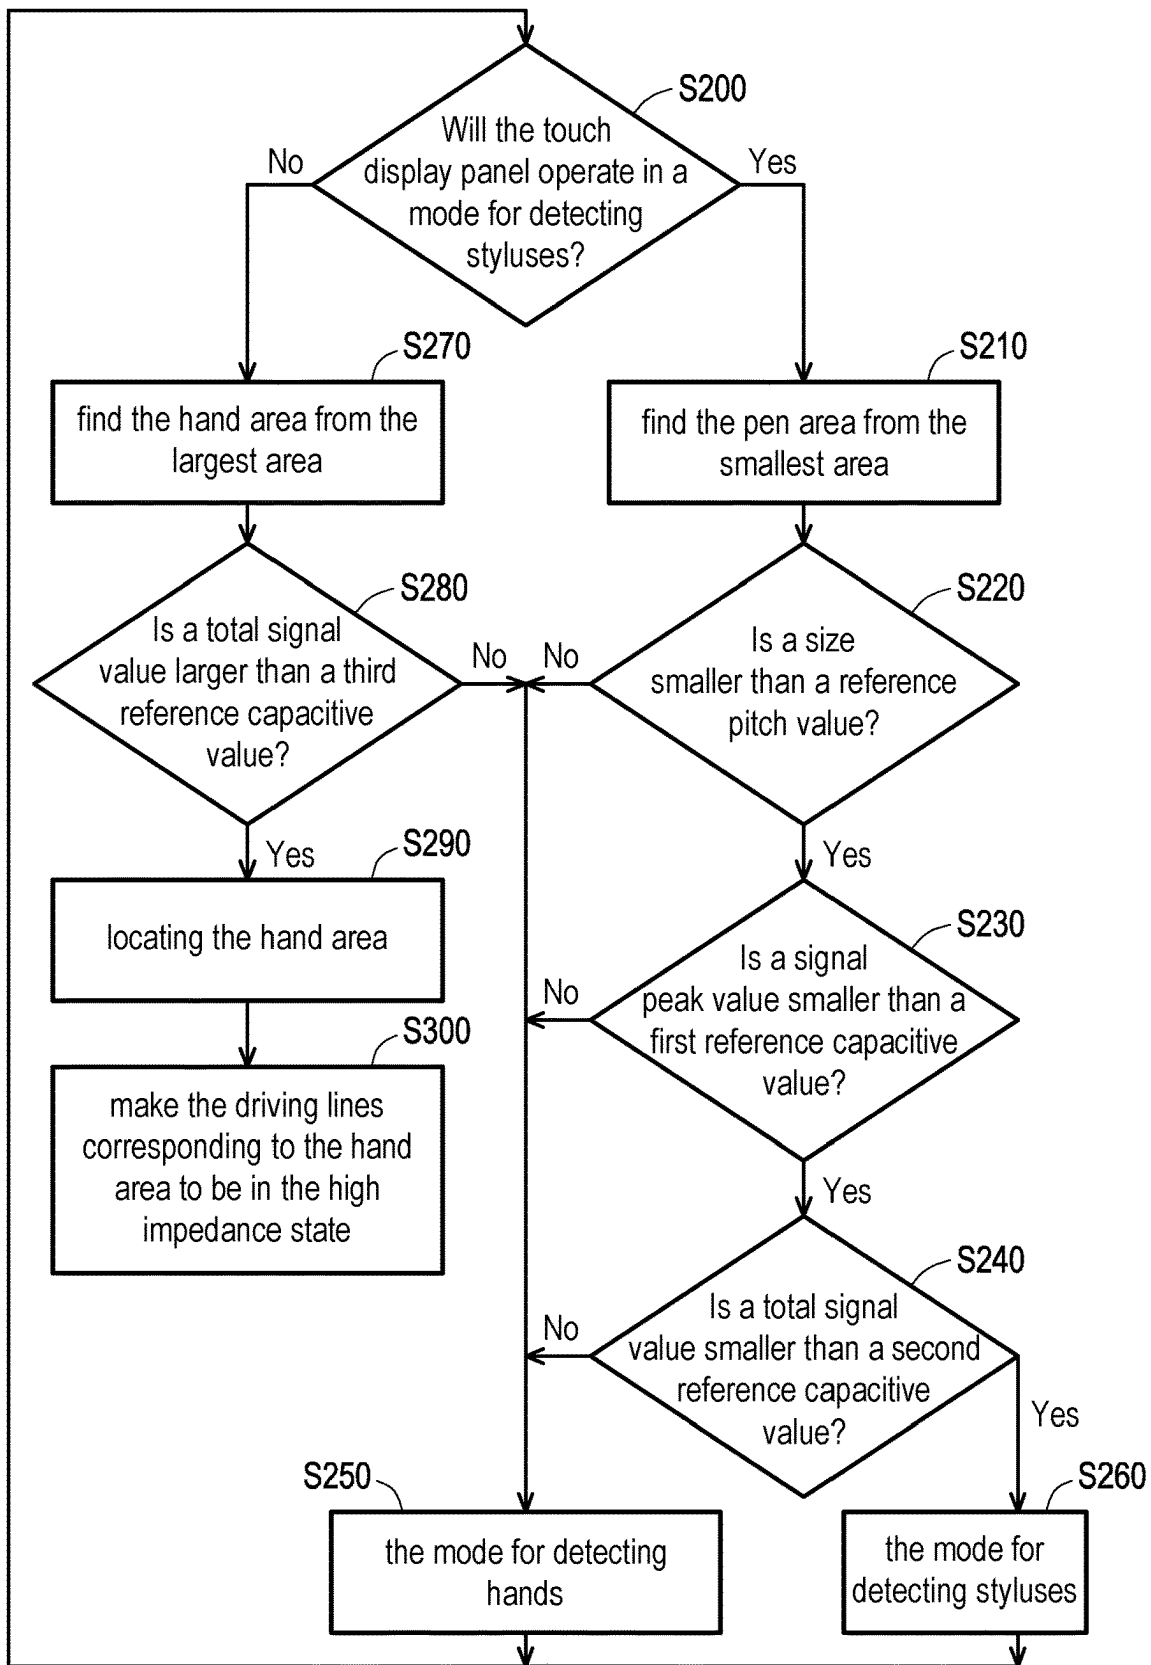 S200
Will the touch
display panel operate in a
mode for detecting
styluses?
No
Yes
S270
find the hand area from the
largest area
S210
find the pen area from the
smallest area
S280
Is a total signal
value larger than a third
reference capacitive
value?
No
No
S220
Is a size
smaller than a reference
pitch value?
Yes
S290
locating the hand area
Yes
S230
Is a signal
peak value smaller than a
first reference capacitive
value?
No
S300
make the driving lines
corresponding to the hand
area to be in the high
impedance state
Yes
S240
Is a total signal
value smaller than a second
reference capacitive
value?
No
Yes
S250
the mode for detecting
hands
S260
the mode for
detecting styluses